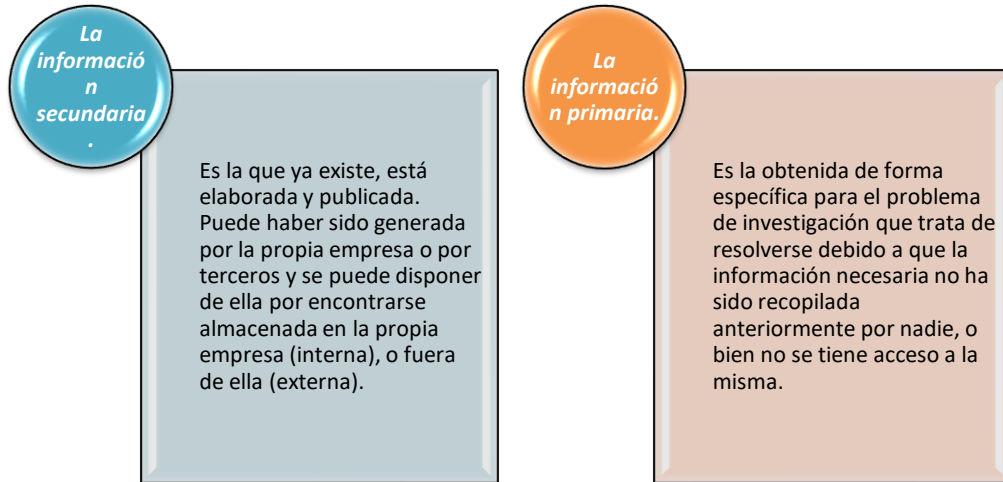 La
informació
n
secundaria
.
Es la que ya existe, está
elaborada y publicada.
Puede haber sido generada
por la propia empresa o por
terceros y se puede disponer
de ella por encontrarse
almacenada en la propia
empresa (interna), o fuera
de ella (externa).
La
informació
n primaria.
Es la obtenida de forma
específica para el problema
de investigación que trata de
resolverse debido a que la
información necesaria no ha
sido recopilada
anteriormente por nadie, o
bien no se tiene acceso a la
misma.